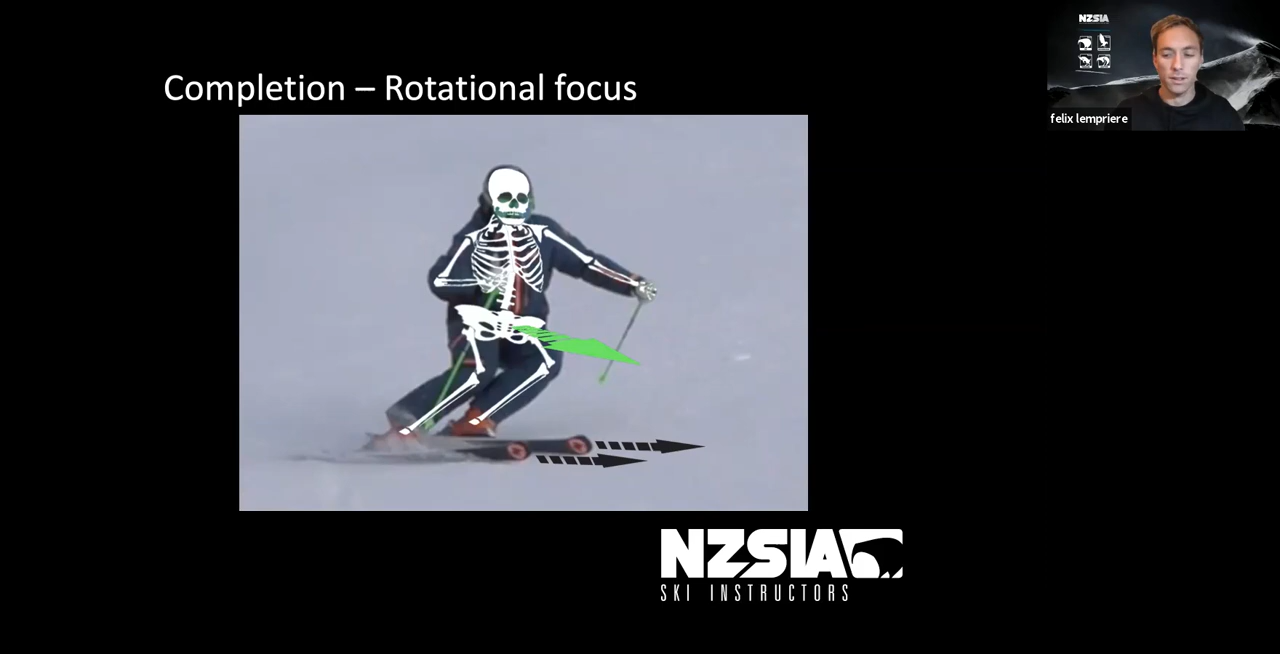 NZSIA
felix lempriere
Completion – Rotational focus
NZSIA
SKI INSTRUCTORS